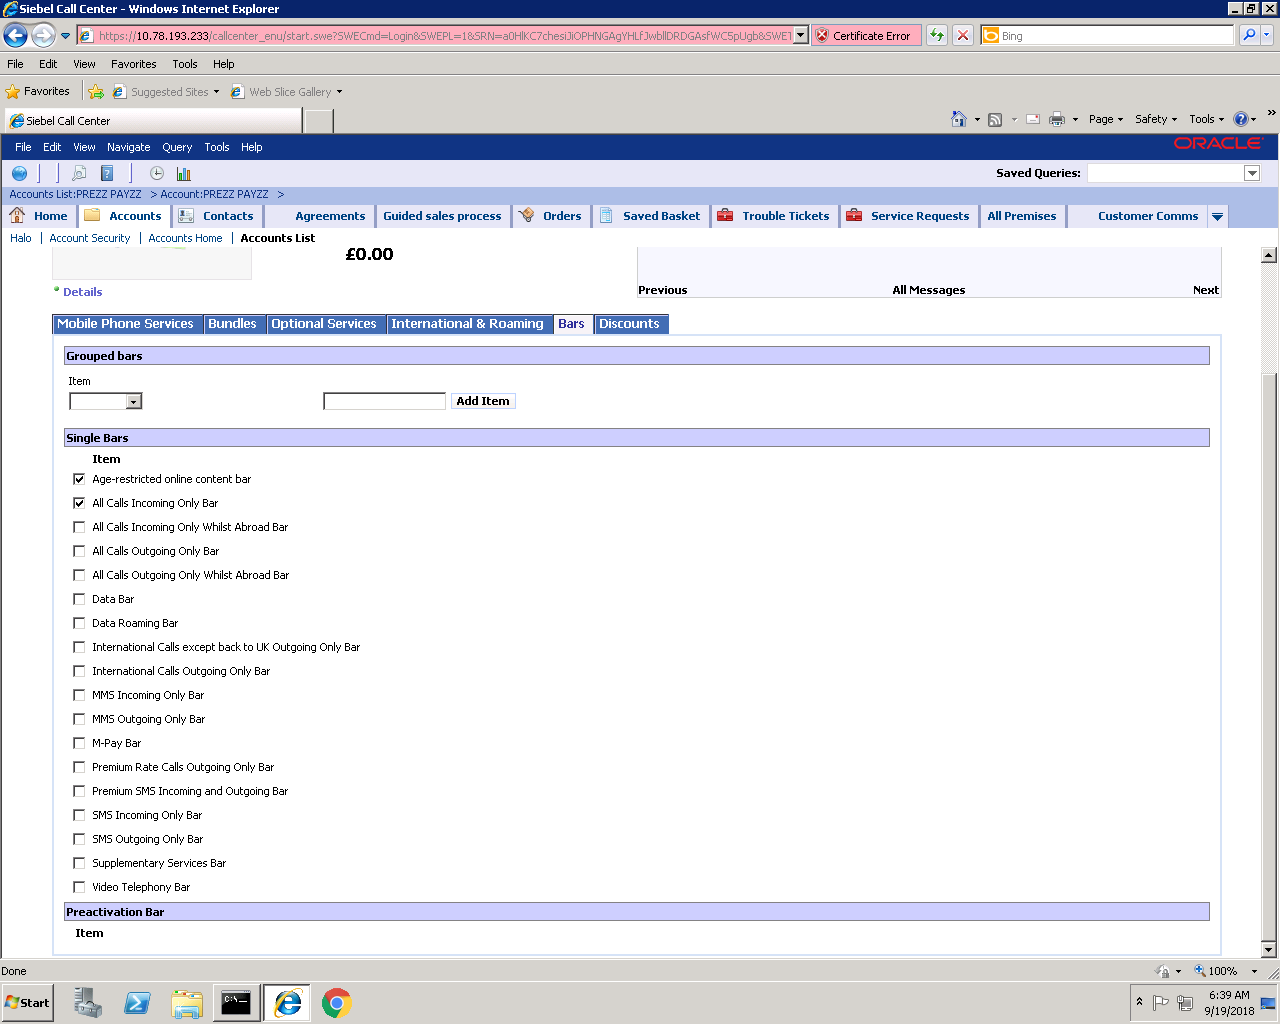 Siebel Call Center - Windows Internet Explorer
https://10.78.193.233/callcenter_enu/start.swe?SWECmd=Login&SWEPL=1&SRN=
Certificate Error
Bing
File Edit View Favorites Tools Help
Favorites Suggested Sites Web Slice Gallery
Siebel Call Center
Page Safety Tools
File Edit View Navigate Query Tools Help
ORACLE
Saved Queries:
Accounts List:PREZZ PAYZZ > Account:PREZZ PAYZZ >
Home Accounts Contacts Agreements Guided sales process Orders Saved Basket Trouble Tickets Service Requests All Premises Customer Comms
Halo Account Security Accounts Home Accounts List
£0.00
Details
Previous All Messages Next
Mobile Phone Services Bundles Optional Services International & Roaming Bars Discounts
Grouped bars
Item
Add Item
Single Bars
Item
Age-restricted online content bar
All Calls Incoming Only Bar
All Calls Incoming Only Whilst Abroad Bar
All Calls Outgoing Only Bar
All Calls Outgoing Only Whilst Abroad Bar
Data Bar
Data Roaming Bar
International Calls except back to UK Outgoing Only Bar
International Calls Outgoing Only Bar
MMS Incoming Only Bar
MMS Outgoing Only Bar
M-Pay Bar
Premium Rate Calls Outgoing Only Bar
Premium SMS Incoming and Outgoing Bar
SMS Incoming Only Bar
SMS Outgoing Only Bar
Supplementary Services Bar
Video Telephony Bar
Preactivation Bar
Item
Done
100%
Start
C:\.
6:39 AM
9/19/2018